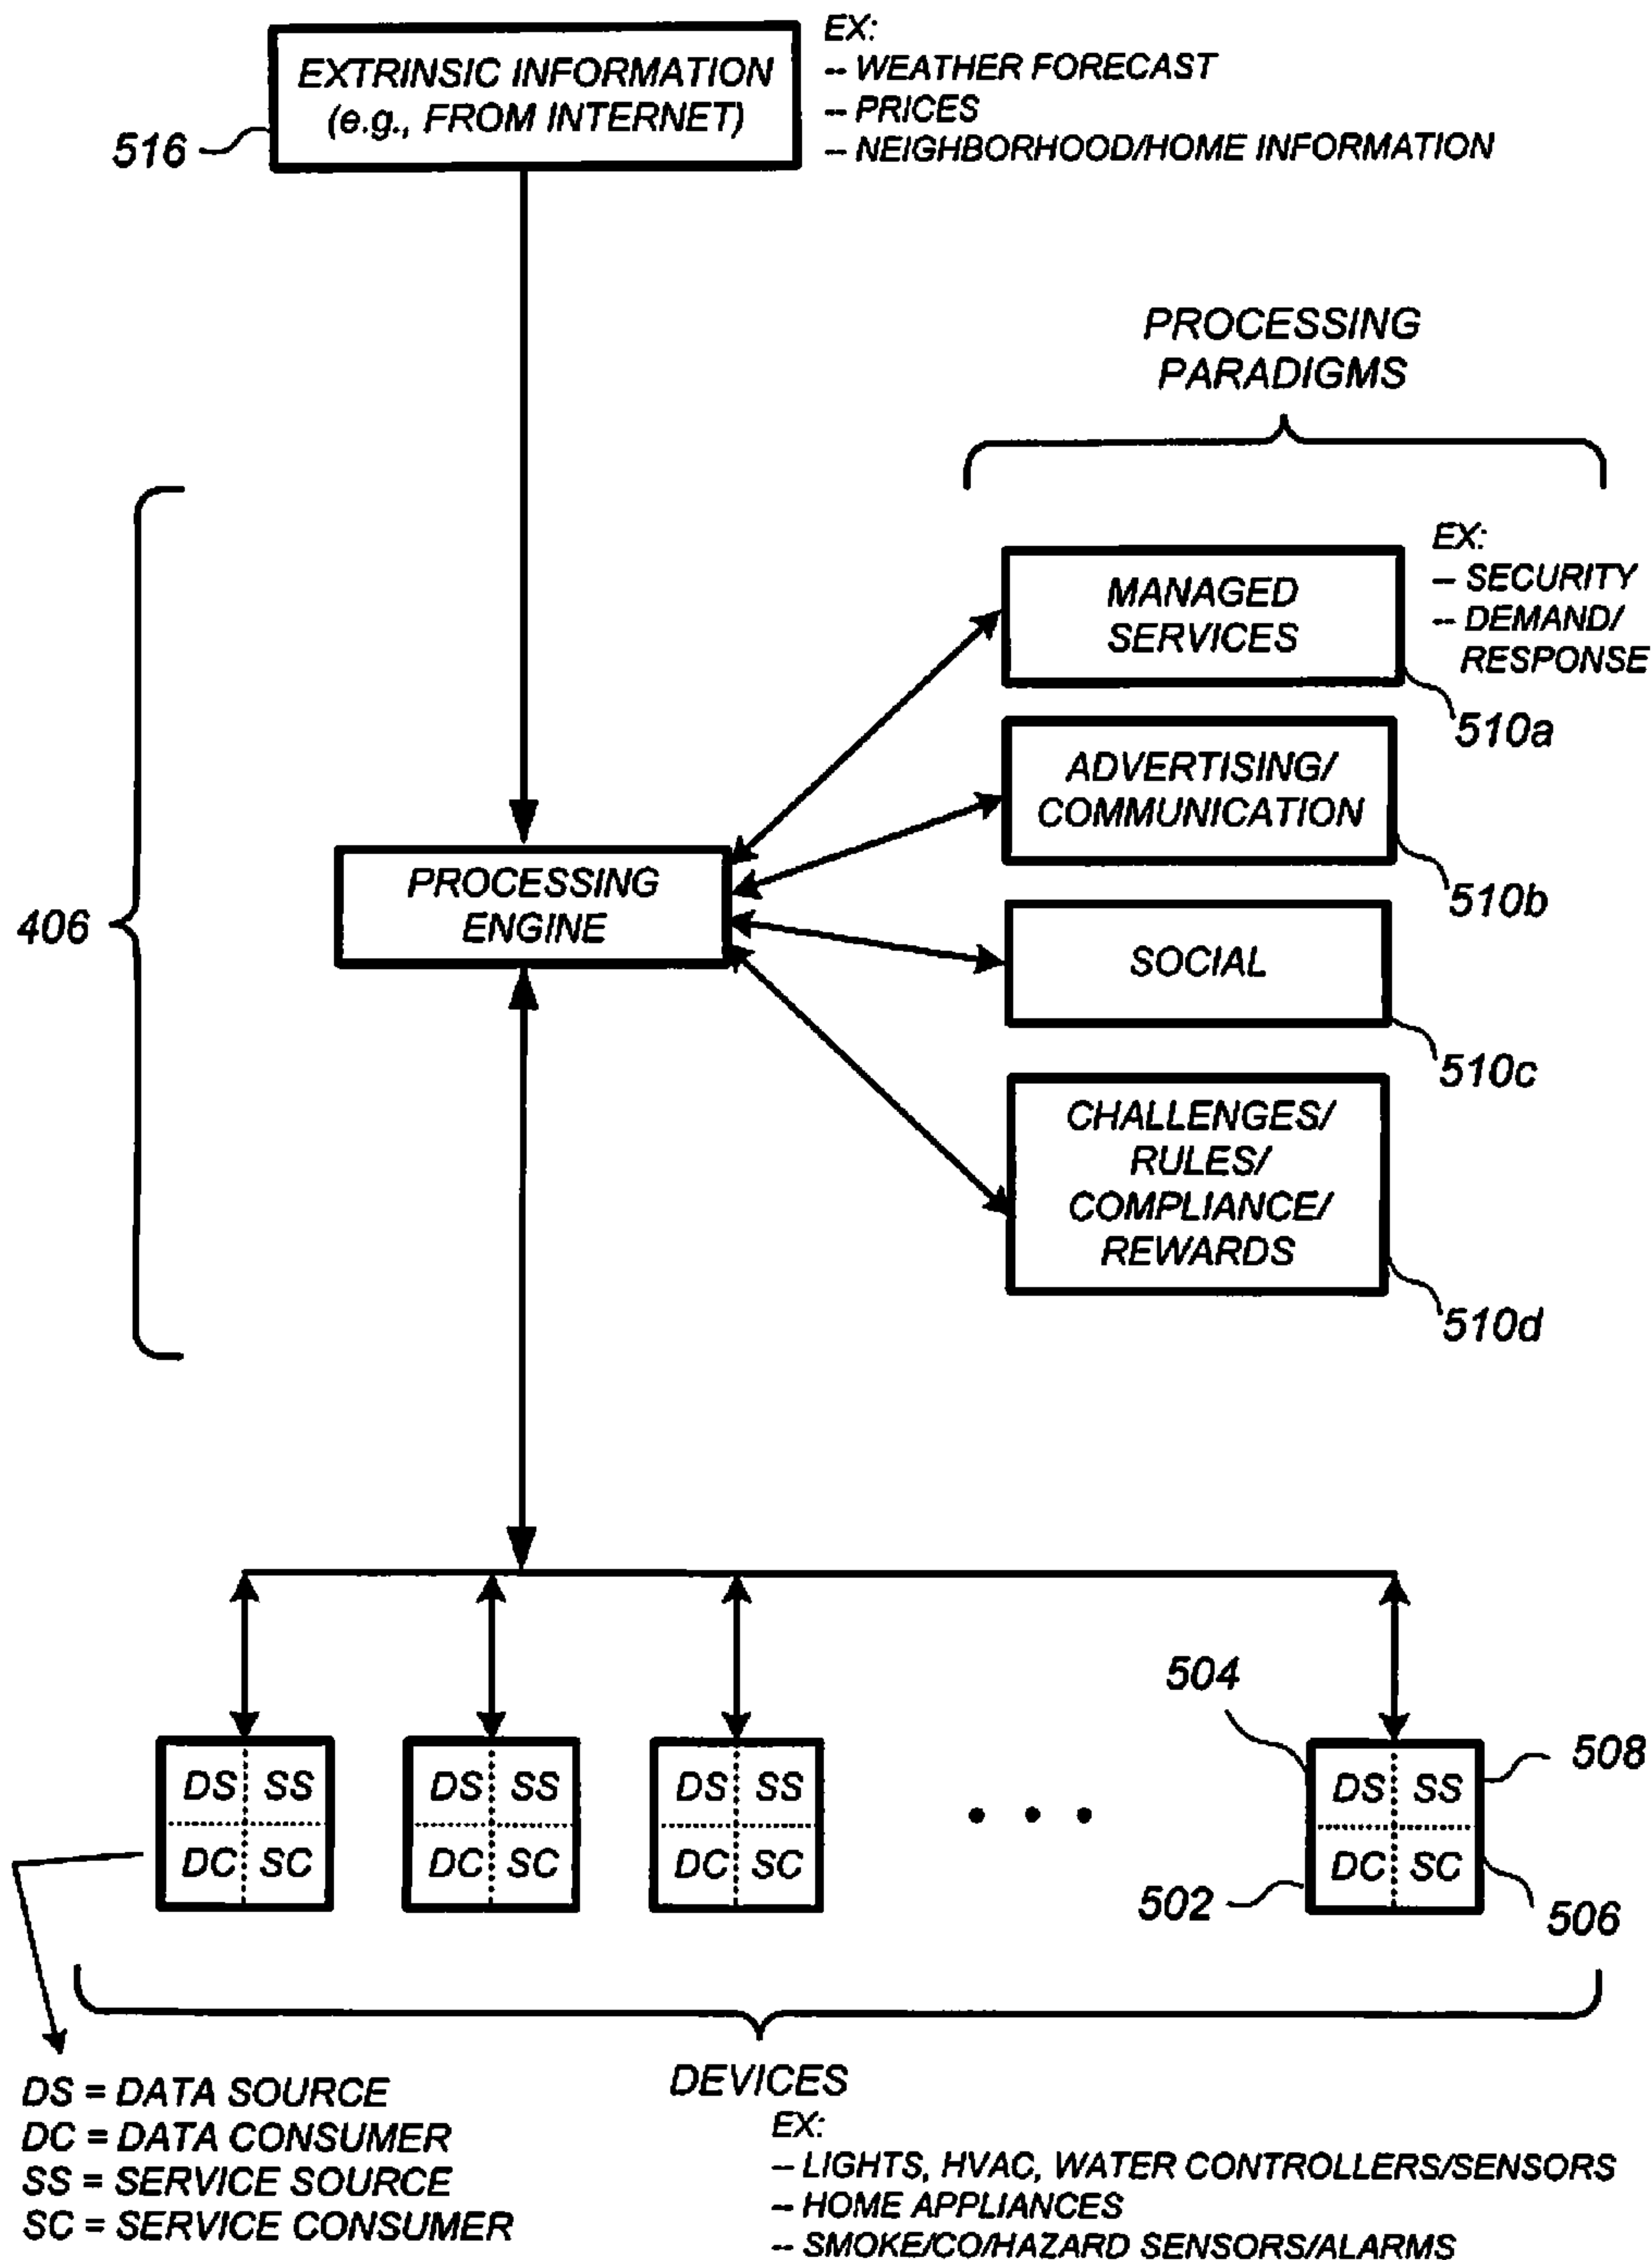 EXTRINSIC INFORMATION
(e.g., FROM INTERNET)
516
EX:
-- WEATHER FORECAST
-- PRICES
-- NEIGHBORHOOD/HOME INFORMATION
PROCESSING
PARADIGMS
406
PROCESSING
ENGINE
MANAGED
SERVICES
EX:
-- SECURITY
-- DEMAND/
RESPONSE
510a
ADVERTISING/
COMMUNICATION
510b
SOCIAL
510c
CHALLENGES/
RULES/
COMPLIANCE/
REWARDS
510d
DS SS
DC SC
DS SS
DC SC
DS SS
DC SC
• • •
504
508
DS SS
DC SC
502
506
DS = DATA SOURCE
DC = DATA CONSUMER
SS = SERVICE SOURCE
SC = SERVICE CONSUMER
DEVICES
EX:
-- LIGHTS, HVAC, WATER CONTROLLERS/SENSORS
-- HOME APPLIANCES
-- SMOKE/CO/HAZARD SENSORS/ALARMS